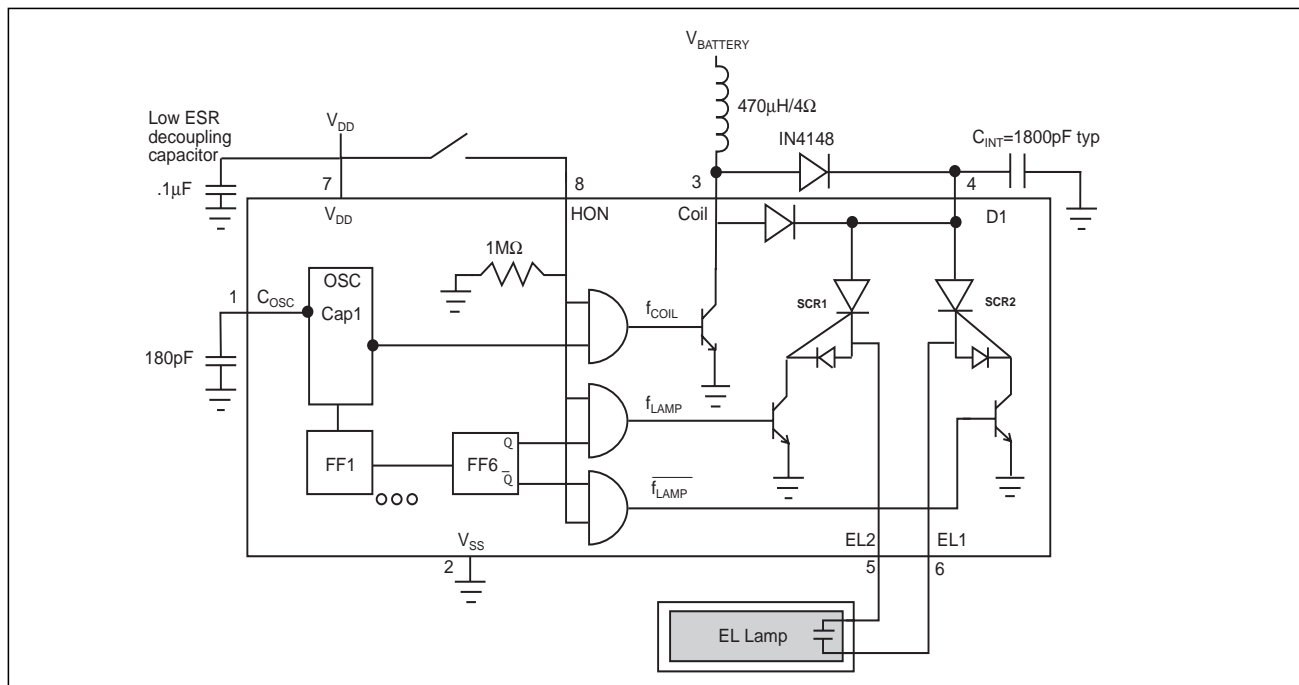 V_BATTERY
470μH/4Ω
Low ESR
decoupling
capacitor
V_DD
IN4148
C_INT=1800pF typ
.1μF
7
8
3
4
V_DD
HON
Coil
D1
1MΩ
OSC
Cap1
1
C_OSC
f_COIL
SCR1
SCR2
180pF
f_LAMP
FF1
FF6
Q
Q̅
f_LAMP
V_SS
2
EL2
EL1
5
6
EL Lamp